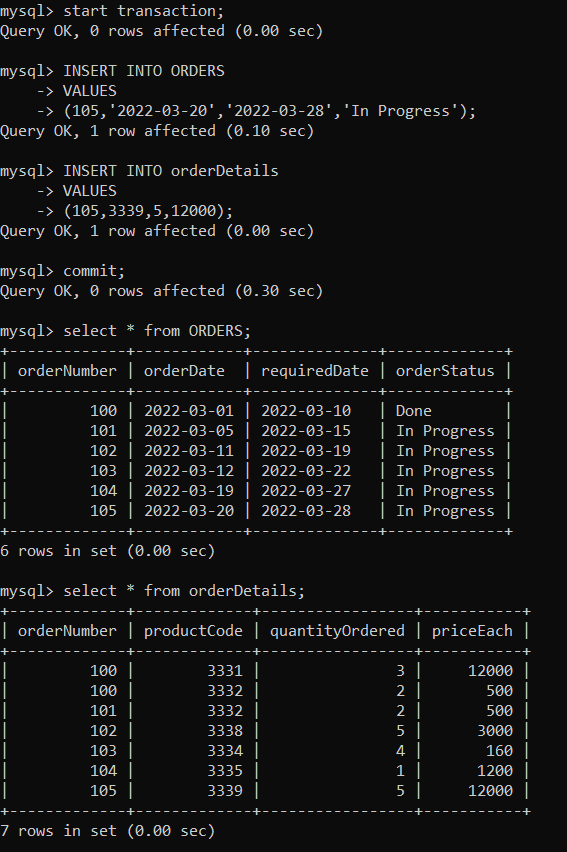 mysql> start transaction;
Query OK, 0 rows affected (0.00 sec)
mysql> INSERT INTO ORDERS
    -> VALUES
    -> (105,'2022-03-20','2022-03-28','In Progress');
Query OK, 1 row affected (0.10 sec)
mysql> INSERT INTO orderDetails
    -> VALUES
    -> (105,3339,5,12000);
Query OK, 1 row affected (0.00 sec)
mysql> commit;
Query OK, 0 rows affected (0.30 sec)
mysql> select * from ORDERS;
+-------------+------------+--------------+-------------+
| orderNumber | orderDate  | requiredDate | orderStatus |
+-------------+------------+--------------+-------------+
|         100 | 2022-03-01 | 2022-03-10   | Done        |
|         101 | 2022-03-05 | 2022-03-15   | In Progress |
|         102 | 2022-03-11 | 2022-03-19   | In Progress |
|         103 | 2022-03-12 | 2022-03-22   | In Progress |
|         104 | 2022-03-19 | 2022-03-27   | In Progress |
|         105 | 2022-03-20 | 2022-03-28   | In Progress |
+-------------+------------+--------------+-------------+
6 rows in set (0.00 sec)
mysql> select * from orderDetails;
+-------------+-------------+-----------------+-----------+
| orderNumber | productCode | quantityOrdered | priceEach |
+-------------+-------------+-----------------+-----------+
|         100 |        3331 |               3 |     12000 |
|         100 |        3332 |               2 |       500 |
|         101 |        3332 |               2 |       500 |
|         102 |        3338 |               5 |      3000 |
|         103 |        3334 |               4 |       160 |
|         104 |        3335 |               1 |      1200 |
|         105 |        3339 |               5 |     12000 |
+-------------+-------------+-----------------+-----------+
7 rows in set (0.00 sec)